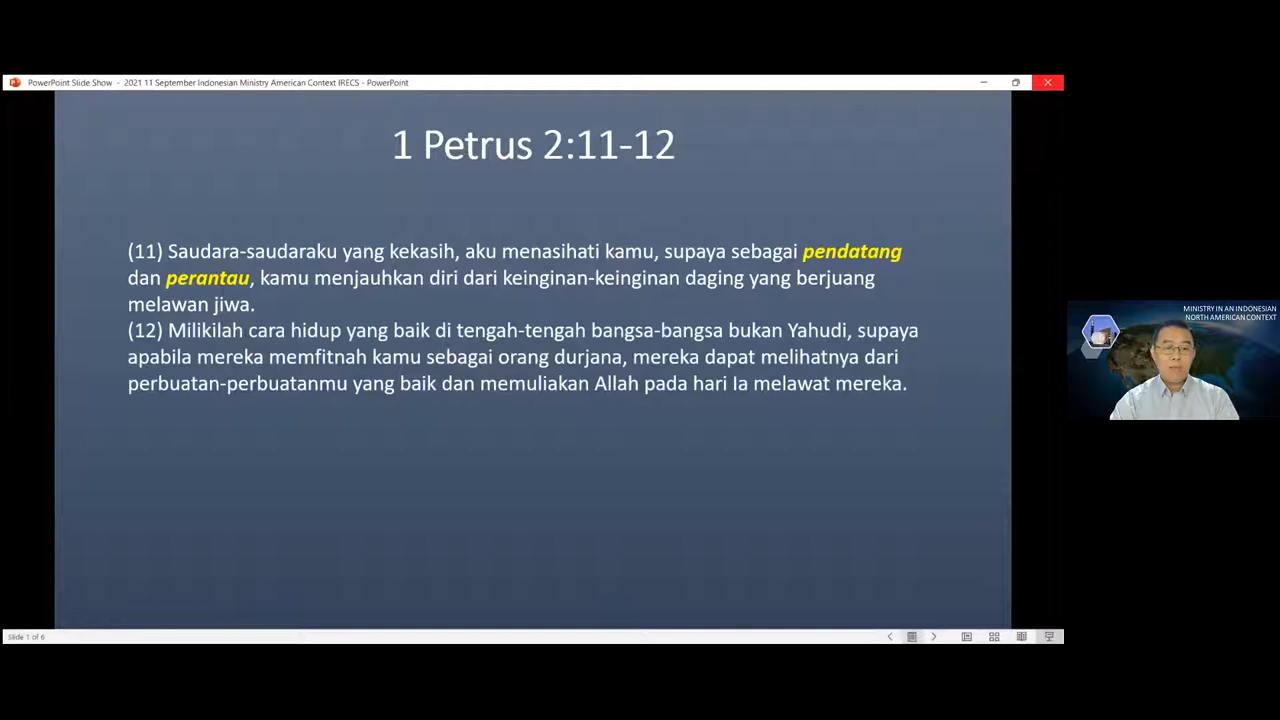 PowerPoint Slide Show - 2021 11 September Indonesian Ministry American Context IRECS - PowerPoint
1 Petrus 2:11-12
(11) Saudara-saudaraku yang kekasih, aku menasihati kamu, supaya sebagai pendatang
dan perantau, kamu menjauhkan diri dari keinginan-keinginan daging yang berjuang
melawan jiwa.
(12) Milikilah cara hidup yang baik di tengah-tengah bangsa-bangsa bukan Yahudi, supaya
apabila mereka memfitnah kamu sebagai orang durjana, mereka dapat melihatnya dari
perbuatan-perbuatanmu yang baik dan memuliakan Allah pada hari Ia melawat mereka.
MINISTRY IN AN INDONESIAN
NORTH AMERICAN CONTEXT
Slide 1 of 6